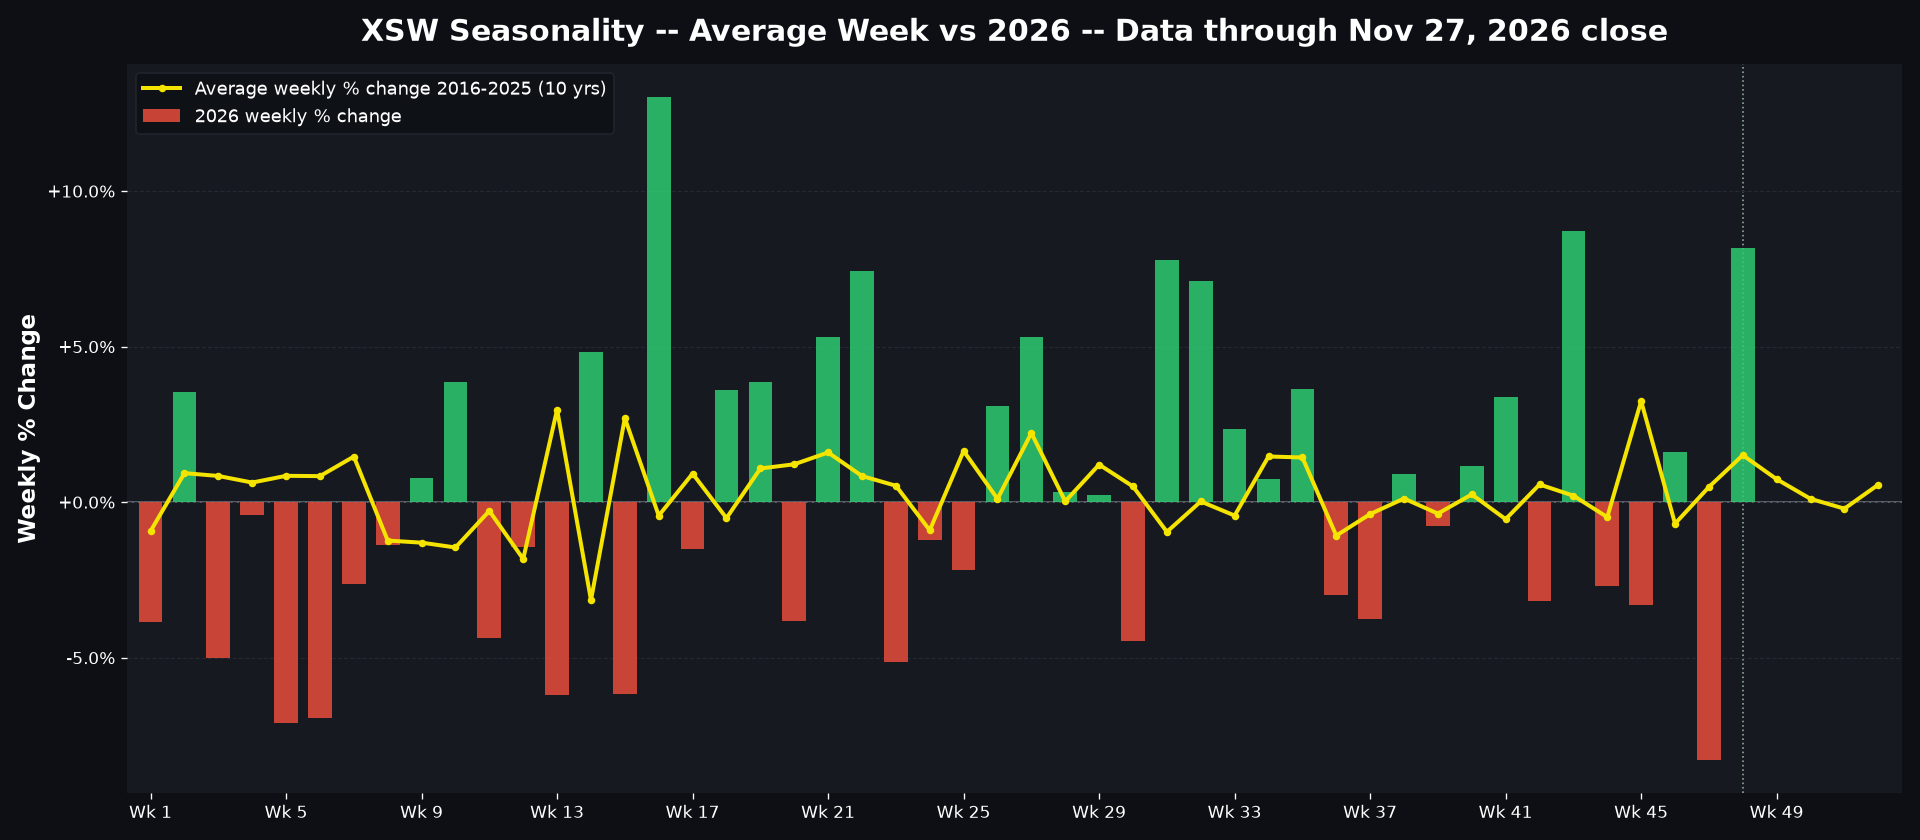 XSW Seasonality -- Average Week vs 2026 -- Data through Nov 27, 2026 close
Average weekly % change 2016-2025 (10 yrs)
2026 weekly % change
Weekly % Change
+10.0%
+5.0%
+0.0%
-5.0%
Wk 1 Wk 5 Wk 9 Wk 13 Wk 17 Wk 21 Wk 25 Wk 29 Wk 33 Wk 37 Wk 41 Wk 45 Wk 49